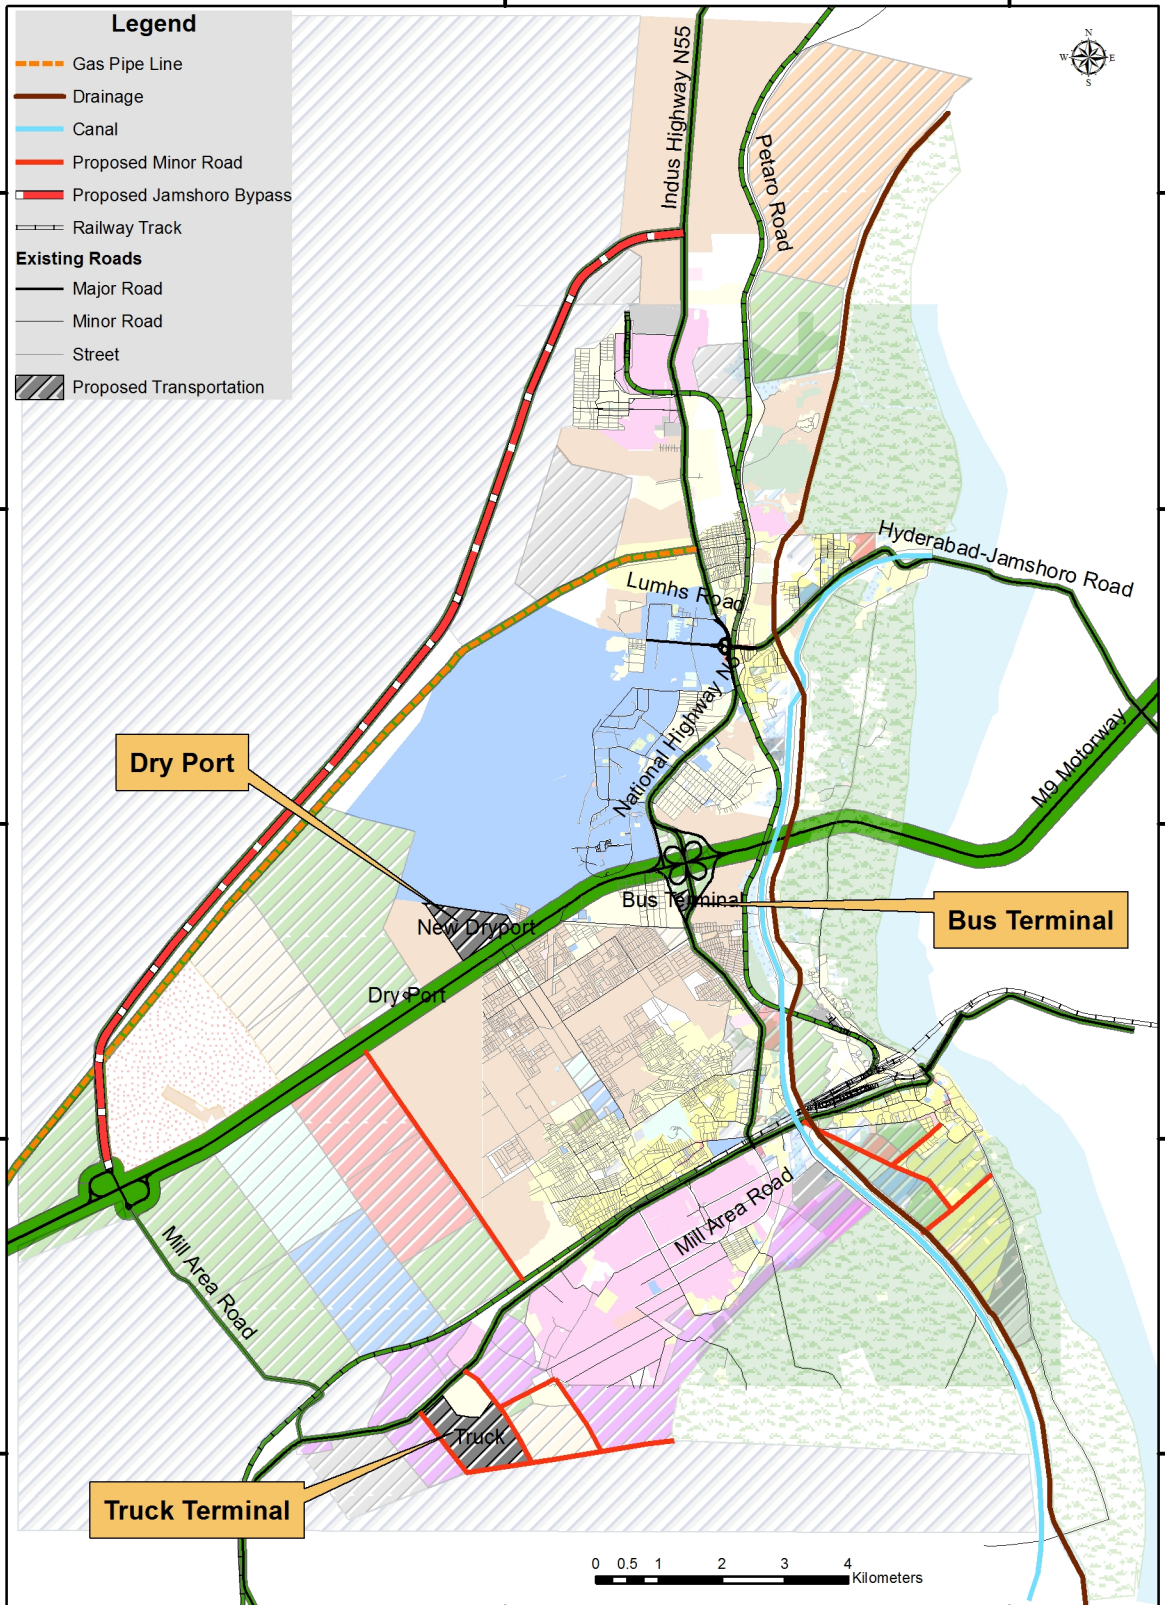 Legend
Gas Pipe Line
Drainage
Canal
Proposed Minor Road
Proposed Jamshoro Bypass
Railway Track
Existing Roads
Major Road
Minor Road
Street
Proposed Transportation
N
W E
S
Indus Highway N55
Petaro Road
Hyderabad-Jamshoro Road
Lumhs Road
National Highway N5
M9 Motorway
Dry Port
Bus Terminal
Bus Terminal
New Dryport
Dry Port
Mill Area Road
Mill Area Road
Truck
Truck Terminal
0 0.5 1 2 3 4
Kilometers